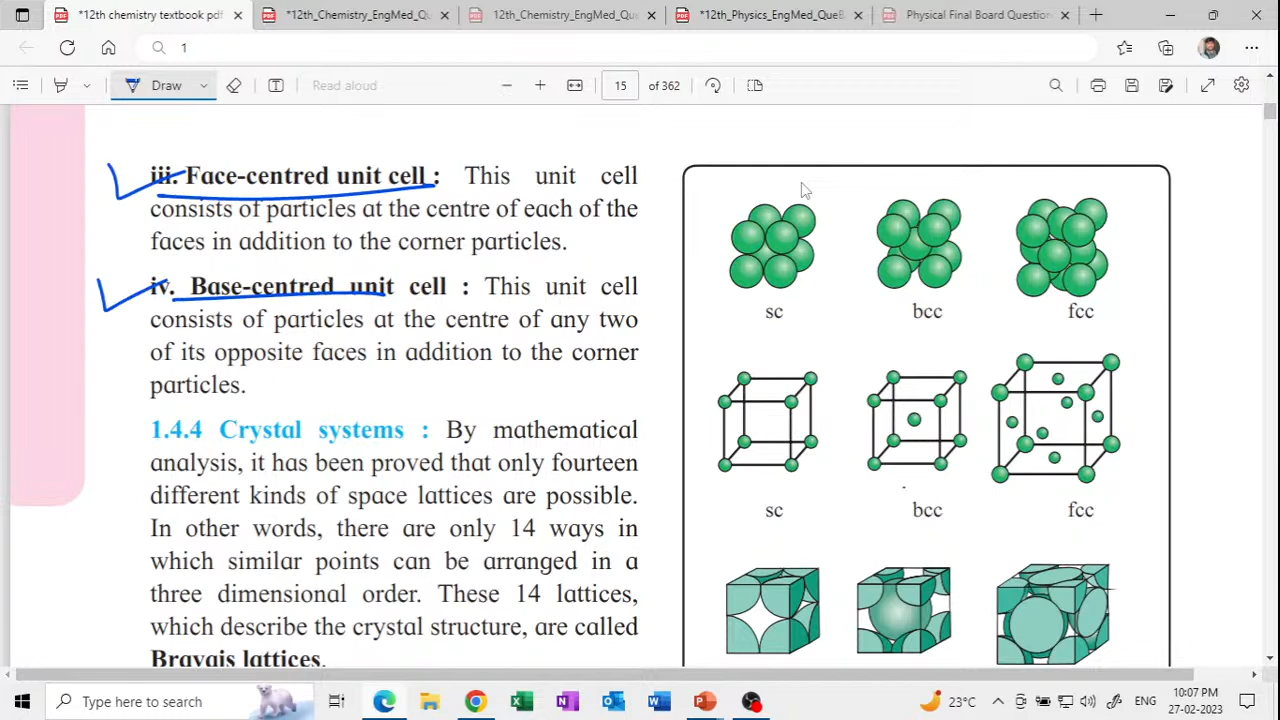 *12th chemistry textbook pdf
*12th_Chemistry_EngMed_Qu
12th_Chemistry_EngMed_Que
*12th_Physics_EngMed_QueB
Physical Final Board Question
1
Draw
Read aloud
15
of 362
iii. Face-centred unit cell : This unit cell
consists of particles at the centre of each of the
faces in addition to the corner particles.
iv. Base-centred unit cell : This unit cell
consists of particles at the centre of any two
of its opposite faces in addition to the corner
particles.
1.4.4 Crystal systems : By mathematical
analysis, it has been proved that only fourteen
different kinds of space lattices are possible.
In other words, there are only 14 ways in
which similar points can be arranged in a
three dimensional order. These 14 lattices,
which describe the crystal structure, are called
Bravais lattices.
sc bcc fcc
sc bcc fcc
Type here to search
23°C
ENG
10:07 PM
27-02-2023